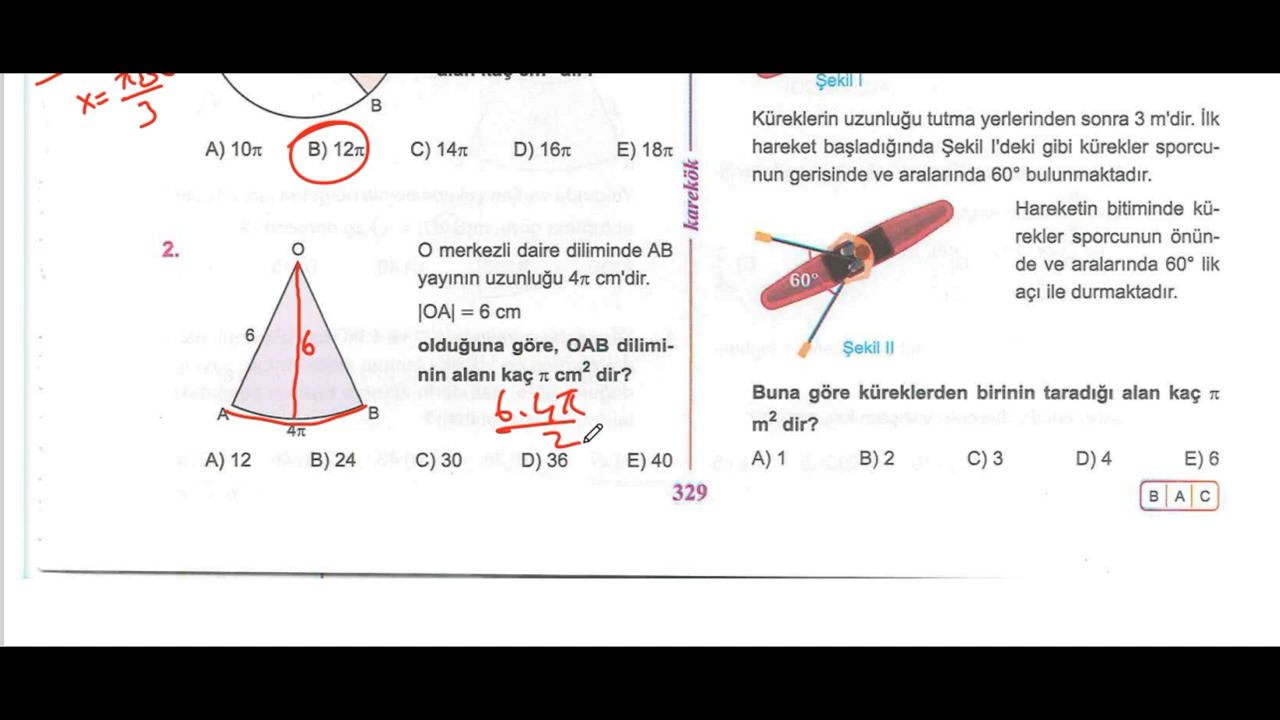 x= πB
3
B
A) 10π B) 12π C) 14π D) 16π E) 18π
2.
O
6
6
A
B
4π
O merkezli daire diliminde AB
yayının uzunluğu 4π cm'dir.
|OA| = 6 cm
olduğuna göre, OAB dilimi-
nin alanı kaç π cm² dir?
6.4π
2
A) 12 B) 24 C) 30 D) 36 E) 40
karekök
329
Şekil I
Küreklerin uzunluğu tutma yerlerinden sonra 3 m'dir. İlk
hareket başladığında Şekil I'deki gibi kürekler sporcu-
nun gerisinde ve aralarında 60° bulunmaktadır.
60°
Şekil II
Hareketin bitiminde kü-
rekler sporcunun önün-
de ve aralarında 60° lik
açı ile durmaktadır.
Buna göre küreklerden birinin taradığı alan kaç π
m² dir?
A) 1 B) 2 C) 3 D) 4 E) 6
B A C